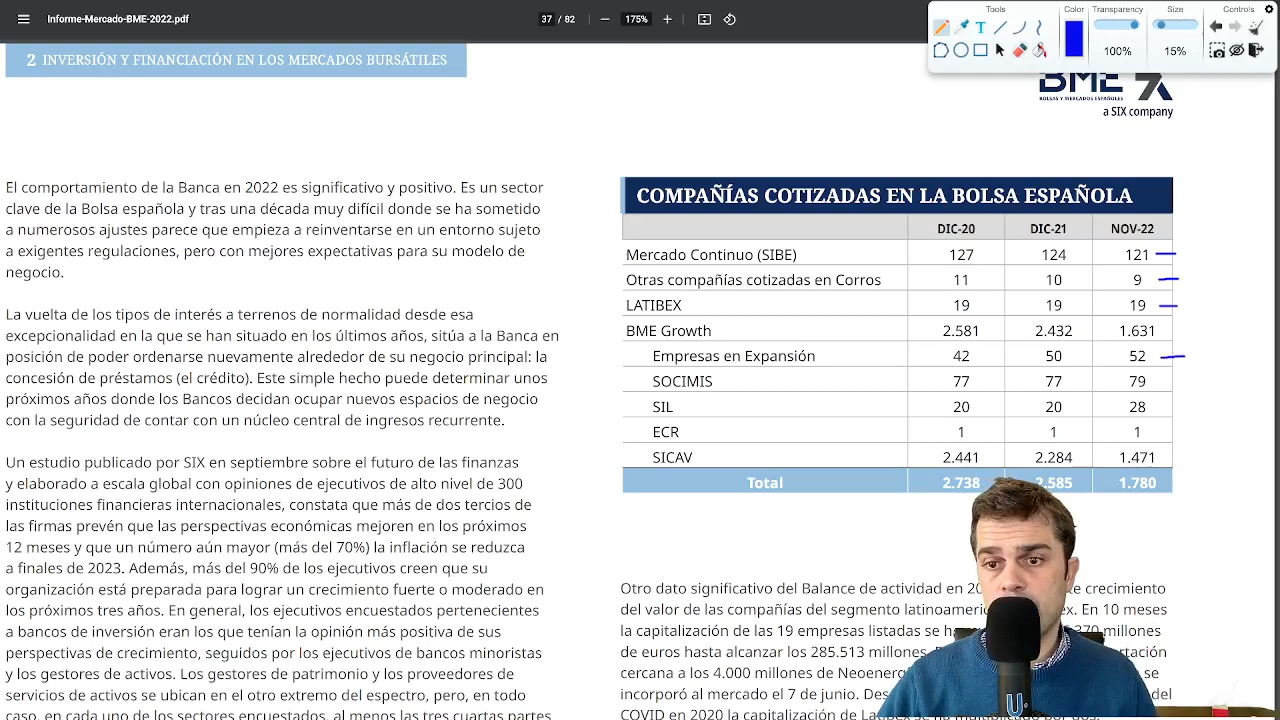 Informe-Mercado-BME-2022.pdf
37 / 82
175%
Tools
Color
Transparency
Size
Controls
T
100%
15%
2 INVERSIÓN Y FINANCIACIÓN EN
MERCADOS VERSÁTILES
BME
BOLSAS Y MERCADOS ESPAÑOLES
a SIX company
El comportamiento de la Banca en 2022 es significativo y positivo. Es un sector
clave de la Bolsa española y tras una década muy difícil donde se ha sometido
a numerosos ajustes parece que empieza a reinventarse en un entorno sujeto
a exigentes regulaciones, pero con mejores expectativas para su modelo de
negocio.
La vuelta de los tipos de interés a terrenos de normalidad desde esa
excepcionalidad en la que se han situado en los últimos años, sitúa a la Banca en
posición de poder ordenarse nuevamente alrededor de su negocio principal: la
concesión de préstamos (el crédito). Este simple hecho puede determinar unos
próximos años donde los Bancos decidan ocupar nuevos espacios de negocio
con la seguridad de contar con un núcleo central de ingresos recurrente.
Un estudio publicado por SIX en septiembre sobre el futuro de las finanzas
y elaborado a escala global con opiniones de ejecutivos de alto nivel de 300
instituciones financieras internacionales, constata que más de dos tercios de
las firmas prevén que las perspectivas económicas mejoren en los próximos
12 meses y que un número aún mayor (más del 70%) la inflación se reduzca
a finales de 2023. Además, más del 90% de los ejecutivos creen que su
organización está preparada para lograr un crecimiento fuerte o moderado en
los próximos tres años. En general, los ejecutivos encuestados pertenecientes
a bancos de inversión eran los que tenían la opinión más positiva de sus
perspectivas de crecimiento, seguidos por los ejecutivos de bancos minoristas
y los gestores de activos. Los gestores de patrimonio y los proveedores de
servicios de activos se ubican en el otro extremo del espectro, pero, en todo
COMPAÑÍAS COTIZADAS EN LA BOLSA ESPAÑOLA
DIC-20 DIC-21 NOV-22
Mercado Continuo (SIBE) 127 124 121
Otras compañías cotizadas en Corros 11 10 9
LATIBEX 19 19 19
BME Growth 2.581 2.432 1.631
Empresas en Expansión 42 50 52
SOCIMIS 77 77 79
SIL 20 20 28
ECR 1 1 1
SICAV 2.441 2.284 1.471
Total 2.738 2.585 1.780
Otro dato significativo del Balance de actividad en crecimiento
del valor de las compañías del segmento
En 10 meses
la capitalización de las 19 empresas listadas se millones
de euros hasta alcanzar los 285.513 millones.
cercana a los 4.000 millones de se
incorporó al mercado el 7 de junio. del
COVID en 2020 la capitalización de